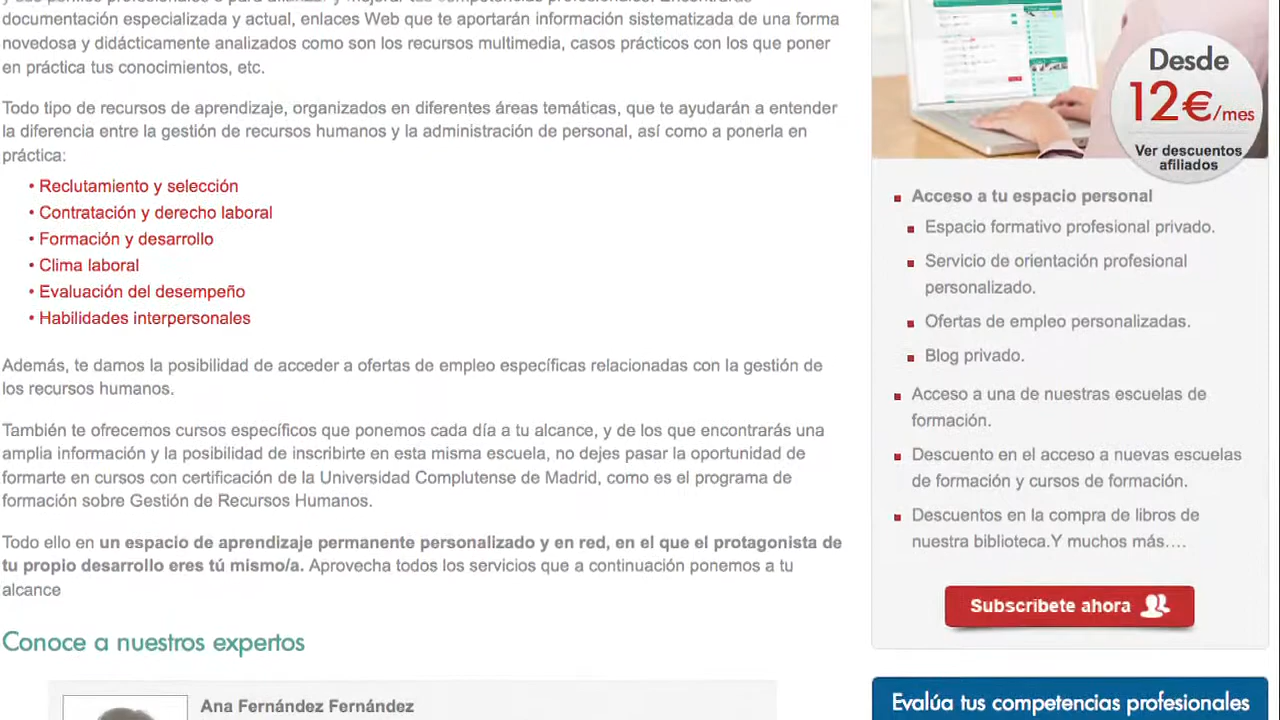 documentación especializada y actual, enlaces Web que te aportarán información sistematizada de una forma
novedosa y didácticamente analizados como son los recursos multimedia, casos prácticos con los que poner
en práctica tus conocimientos, etc.
Todo tipo de recursos de aprendizaje, organizados en diferentes áreas temáticas, que te ayudarán a entender
la diferencia entre la gestión de recursos humanos y la administración de personal, así como a ponerla en
práctica:
• Reclutamiento y selección
• Contratación y derecho laboral
• Formación y desarrollo
• Clima laboral
• Evaluación del desempeño
• Habilidades interpersonales
Además, te damos la posibilidad de acceder a ofertas de empleo específicas relacionadas con la gestión de
los recursos humanos.
También te ofrecemos cursos específicos que ponemos cada día a tu alcance, y de los que encontrarás una
amplia información y la posibilidad de inscribirte en esta misma escuela, no dejes pasar la oportunidad de
formarte en cursos con certificación de la Universidad Complutense de Madrid, como es el programa de
formación sobre Gestión de Recursos Humanos.
Todo ello en un espacio de aprendizaje permanente personalizado y en red, en el que el protagonista de
tu propio desarrollo eres tú mismo/a. Aprovecha todos los servicios que a continuación ponemos a tu
alcance
Conoce a nuestros expertos
Ana Fernández Fernández
Desde
12€/mes
Ver descuentos
afiliados
Acceso a tu espacio personal
Espacio formativo profesional privado.
Servicio de orientación profesional
personalizado.
Ofertas de empleo personalizadas.
Blog privado.
Acceso a una de nuestras escuelas de
formación.
Descuento en el acceso a nuevas escuelas
de formación y cursos de formación.
Descuentos en la compra de libros de
nuestra biblioteca.Y muchos más....
Subscríbete ahora
Evalúa tus competencias profesionales